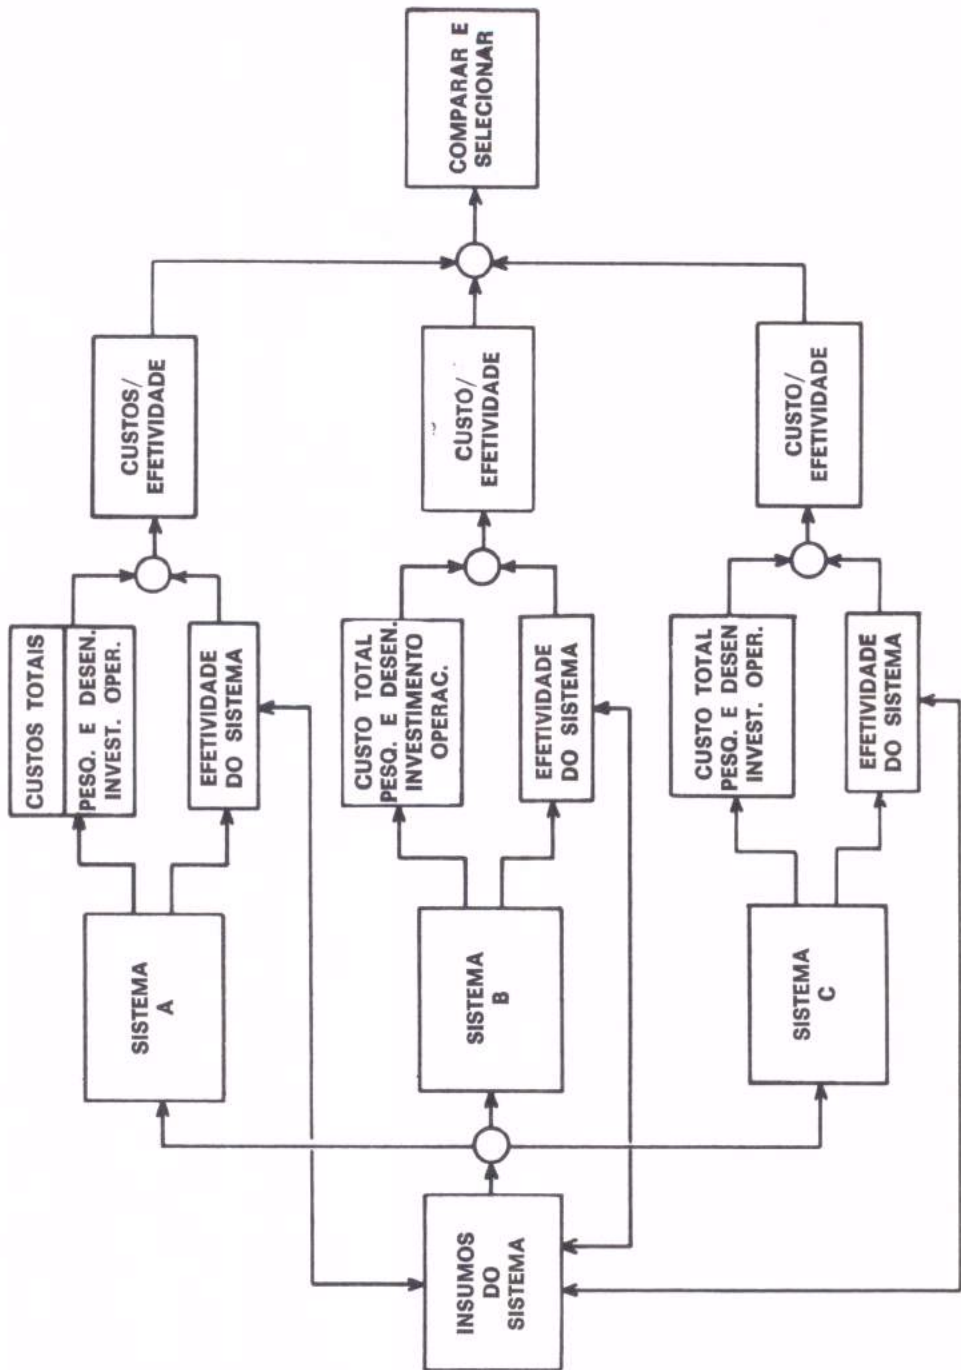 INSUMOS
DO
SISTEMA
SISTEMA
A
CUSTOS TOTAIS
PESQ. E DESEN.
INVEST. OPER.
EFETIVIDADE
DO SISTEMA
CUSTOS/
EFETIVIDADE
SISTEMA
B
CUSTO TOTAL
PESQ. E DESEN.
INVESTIMENTO
OPERAC.
EFETIVIDADE
DO SISTEMA
CUSTÓ/
EFETIVIDADE
COMPARAR E
SELECIONAR
SISTEMA
C
CUSTO TOTAL
PESQ. E DESEN
INVEST. OPER.
EFETIVIDADE
DO SISTEMA
CUSTO/
EFETIVIDADE